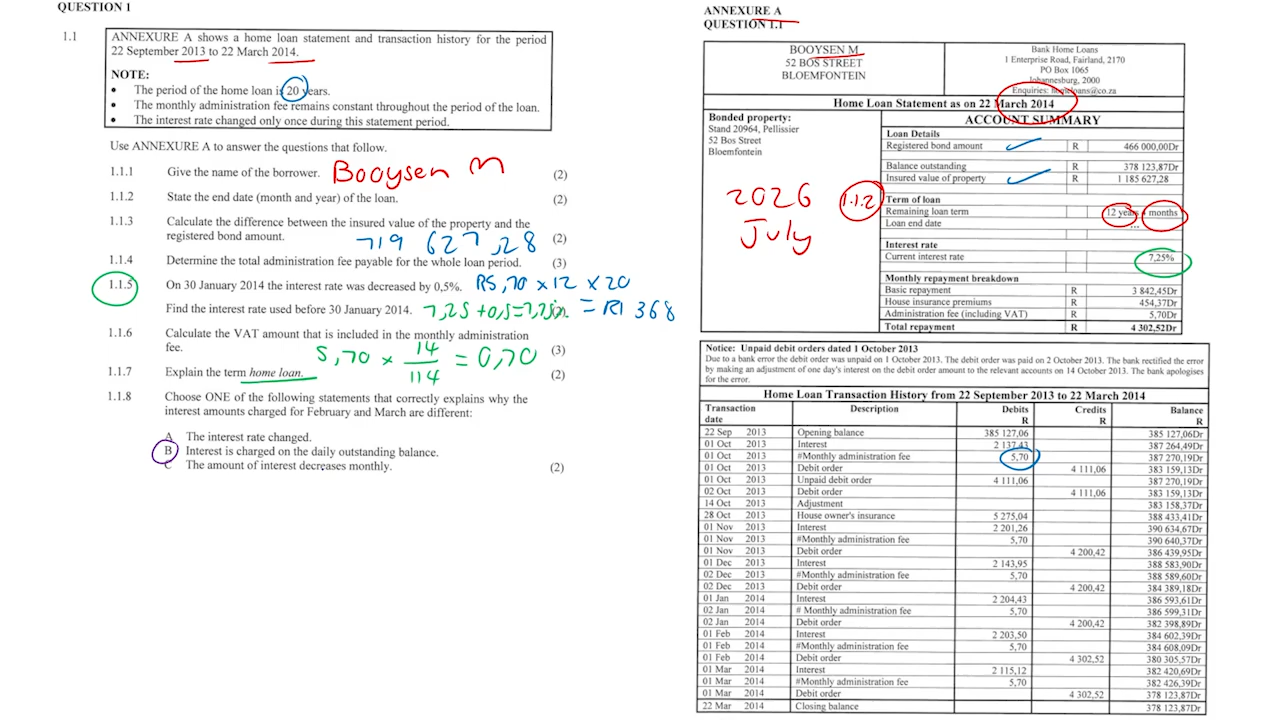 QUESTION 1
1.1 ANNEXURE A shows a home loan statement and transaction history for the period
22 September 2013 to 22 March 2014.
NOTE:
• The period of the home loan is 20 years.
• The monthly administration fee remains constant throughout the period of the loan.
• The interest rate changed only once during this statement period.
Use ANNEXURE A to answer the questions that follow.
1.1.1 Give the name of the borrower. Booysen M (2)
1.1.2 State the end date (month and year) of the loan. (2)
1.1.3 Calculate the difference between the insured value of the property and the
registered bond amount. 719 627,28 (2)
1.1.4 Determine the total administration fee payable for the whole loan period. (3)
1.1.5 On 30 January 2014 the interest rate was decreased by 0,5%. R5,70 × 12 × 20
Find the interest rate used before 30 January 2014. 7,25 + 0,5 = 7,75% = R1 368
1.1.6 Calculate the VAT amount that is included in the monthly administration
fee. 5,70 × 14/114 = 0,70 (3)
1.1.7 Explain the term home loan. (2)
1.1.8 Choose ONE of the following statements that correctly explains why the
interest amounts charged for February and March are different:
A The interest rate changed.
B Interest is charged on the daily outstanding balance.
C The amount of interest decreases monthly. (2)
ANNEXURE A
QUESTION 1.1
BOOYSEN M
52 BOS STREET
BLOEMFONTEIN
Bank Home Loans
1 Enterprise Road, Fairland, 2170
PO Box 1065
Johannesburg, 2000
Enquiries:
Home Loan Statement as on 22 March 2014
Bonded property:
Stand 20964, Pellissier
52 Bos Street
Bloemfontein
2026
July
1.1.2
ACCOUNT SUMMARY
Loan Details
Registered bond amount R 466 000,00Dr
Balance outstanding R 378 123,87Dr
Insured value of property R 1 185 627,28
Term of loan
Remaining loan term 12 years months
Loan end date ...
Interest rate
Current interest rate 7,25%
Monthly repayment breakdown
Basic repayment R 3 842,45Dr
House insurance premiums R 454,37Dr
Administration fee (including VAT) R 5,70Dr
Total repayment R 4 302,52Dr
Notice: Unpaid debit orders dated 1 October 2013
Due to a bank error the debit order was unpaid on 1 October 2013. The debit order was paid on 2 October 2013. The bank rectified the error
by making an adjustment of one day's interest on the debit order amount to the relevant accounts on 14 October 2013. The bank apologises
for the error.
Home Loan Transaction History from 22 September 2013 to 22 March 2014
Transaction date Description Debits R Credits R Balance R
22 Sep 2013 Opening balance 385 127,06 385 127,06Dr
01 Oct 2013 Interest 2 137,43 387 264,49Dr
01 Oct 2013 #Monthly administration fee 5,70 387 270,19Dr
01 Oct 2013 Debit order 4 111,06 383 159,13Dr
01 Oct 2013 Unpaid debit order 4 111,06 387 270,19Dr
02 Oct 2013 Debit order 4 111,06 383 159,13Dr
14 Oct 2013 Adjustment 383 158,37Dr
28 Oct 2013 House owner's insurance 5 275,04 388 433,41Dr
01 Nov 2013 Interest 2 201,26 390 634,67Dr
01 Nov 2013 #Monthly administration fee 5,70 390 640,37Dr
01 Nov 2013 Debit order 4 200,42 386 439,95Dr
01 Dec 2013 Interest 2 143,95 388 583,90Dr
02 Dec 2013 #Monthly administration fee 5,70 388 589,60Dr
02 Dec 2013 Debit order 4 200,42 384 389,18Dr
01 Jan 2014 Interest 2 204,43 386 593,61Dr
02 Jan 2014 # Monthly administration fee 5,70 386 599,31Dr
02 Jan 2014 Debit order 4 200,42 382 398,89Dr
01 Feb 2014 Interest 2 203,50 384 602,39Dr
01 Feb 2014 #Monthly administration fee 5,70 384 608,09Dr
01 Feb 2014 Debit order 4 302,52 380 305,57Dr
01 Mar 2014 Interest 2 115,12 382 420,69Dr
01 Mar 2014 #Monthly administration fee 5,70 382 426,39Dr
01 Mar 2014 Debit order 4 302,52 378 123,87Dr
22 Mar 2014 Closing balance 378 123,87Dr